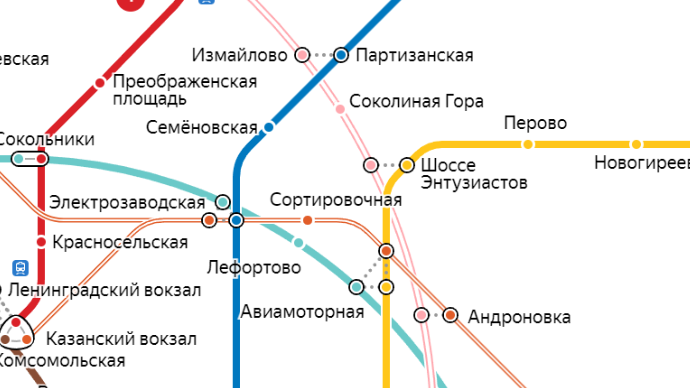 Измайлово
Партизанская
Преображенская
площадь
Соколиная Гора
Семёновская
Перово
Сокольники
Шоссе
Энтузиастов
Электрозаводская
Сортировочная
Красносельская
Лефортово
Ленинградский вокзал
Авиамоторная
Андроновка
Казанский вокзал
Комсомольская